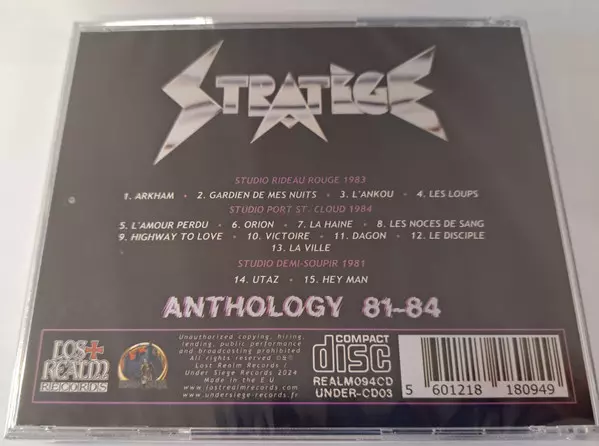 STRATÈGE
STUDIO RIDEAU ROUGE 1983
1. ARKHAM • 2. GARDIEN DE MES NUITS • 3. L'ANKOU • 4. LES LOUPS
STUDIO PORT ST. CLOUD 1984
5. L'AMOUR PERDU • 6. ORION • 7. LA HAINE • 8. LES NOCES DE SANG
9. HIGHWAY TO LOVE • 10. VICTOIRE • 11. DAGON • 12. LE DISCIPLE
13. LA VILLE
STUDIO DEMI-SOUPIR 1981
14. UTAZ • 15. HEY MAN
ANTHOLOGY 81-84
LOST REALM
RECORDS
Unauthorized copying, hiring,
lending, public performance
and broadcasting prohibited
All rights reserved ©℗
Lost Realm Records /
Under Siege Records 2024
Made in the E U
www.lostrealmrecords.com
www.undersiege-records.fr
COMPACT
disc
REALM094CD
UNDER-CD03
5 601218 180949